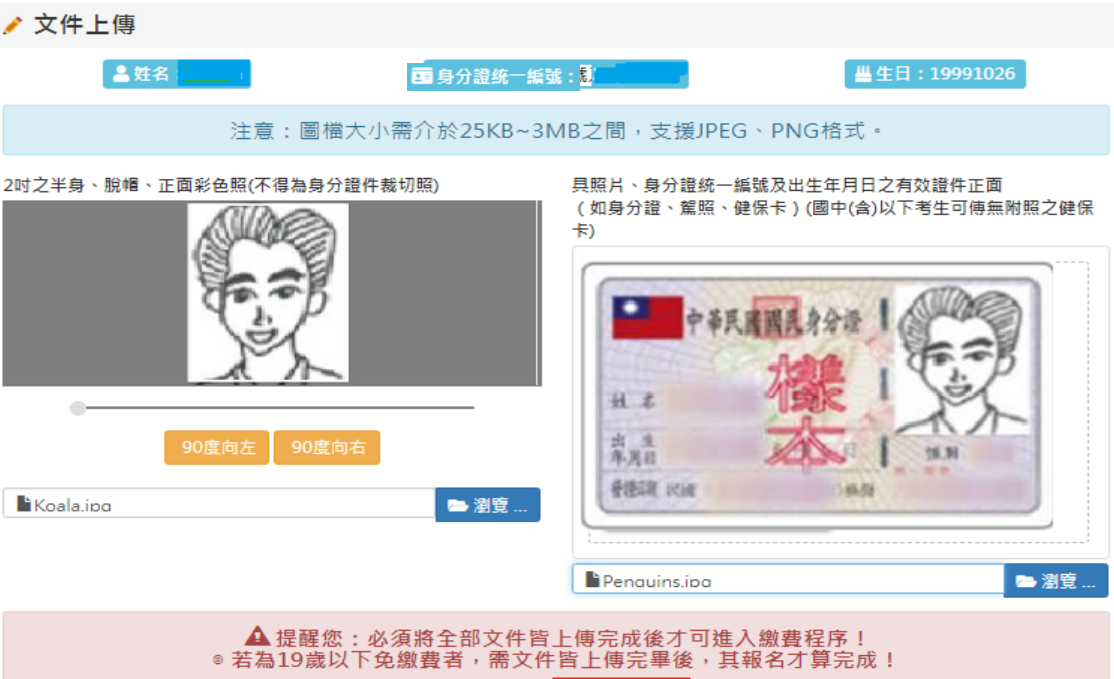 文件上傳
姓名:
身分證統一編號:
生日:19991026
注意:圖檔大小需介於25KB~3MB之間,支援JPEG、PNG格式。
2吋之半身、脫帽、正面彩色照(不得為身分證件裁切照)
具照片、身分證統一編號及出生年月日之有效證件正面
(如身分證、駕照、健保卡)(國中(含)以下考生可傳無附照之健保
卡)
中華民國國民身分證
樣本
姓名
出生
年月日
日
性別
發證日期 民國
換發
90度向左 90度向右
Koala.jpg 瀏覽 ...
Penguins.jpg 瀏覽 ...
提醒您:必須將全部文件皆上傳完成後才可進入繳費程序!
◎若為19歲以下免繳費者,需文件皆上傳完畢後,其報名才算完成!